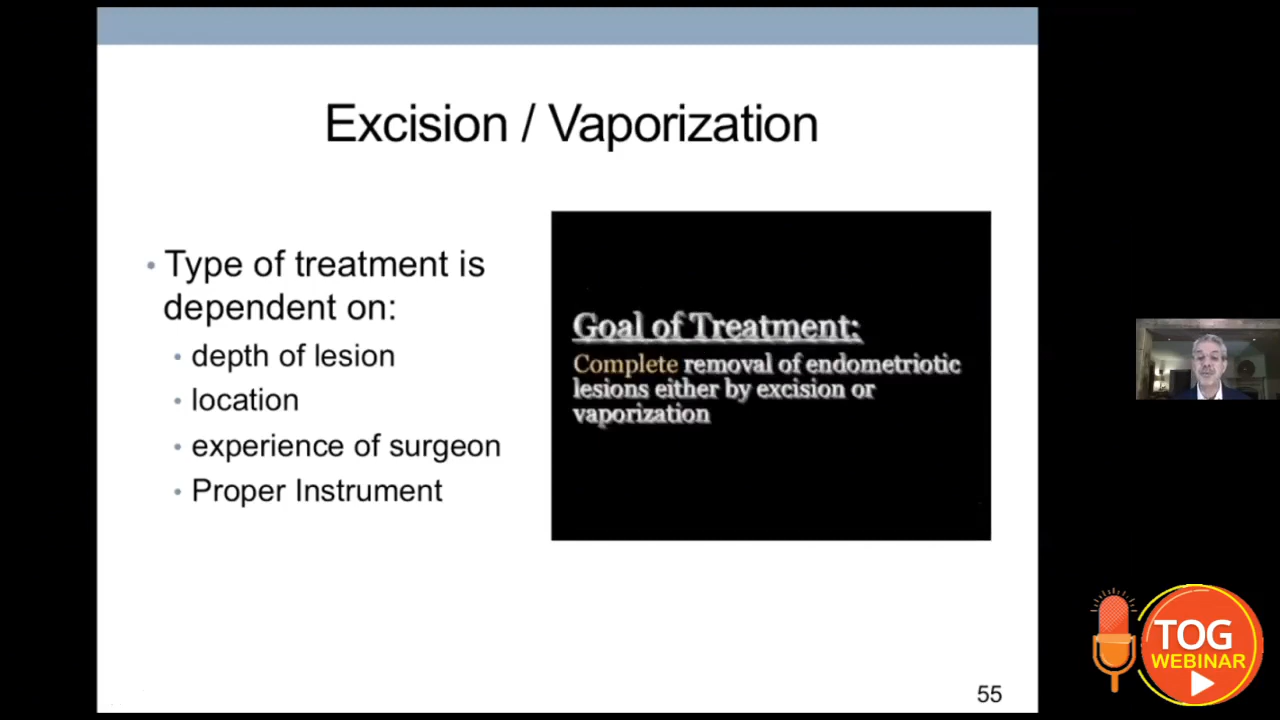 Excision / Vaporization
• Type of treatment is
dependent on:
• depth of lesion
• location
• experience of surgeon
• Proper Instrument
Goal of Treatment:
Complete removal of endometriotic
lesions either by excision or
vaporization
55
TOG
WEBINAR